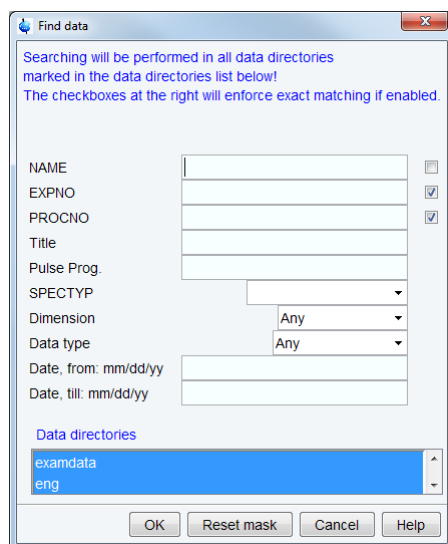 Find data
Searching will be performed in all data directories
marked in the data directories list below!
The checkboxes at the right will enforce exact matching if enabled.
NAME
EXPNO
PROCNO
Title
Pulse Prog.
SPECTYP
Dimension Any
Data type Any
Date, from: mm/dd/yy
Date, till: mm/dd/yy
Data directories
examdata
eng
OK Reset mask Cancel Help